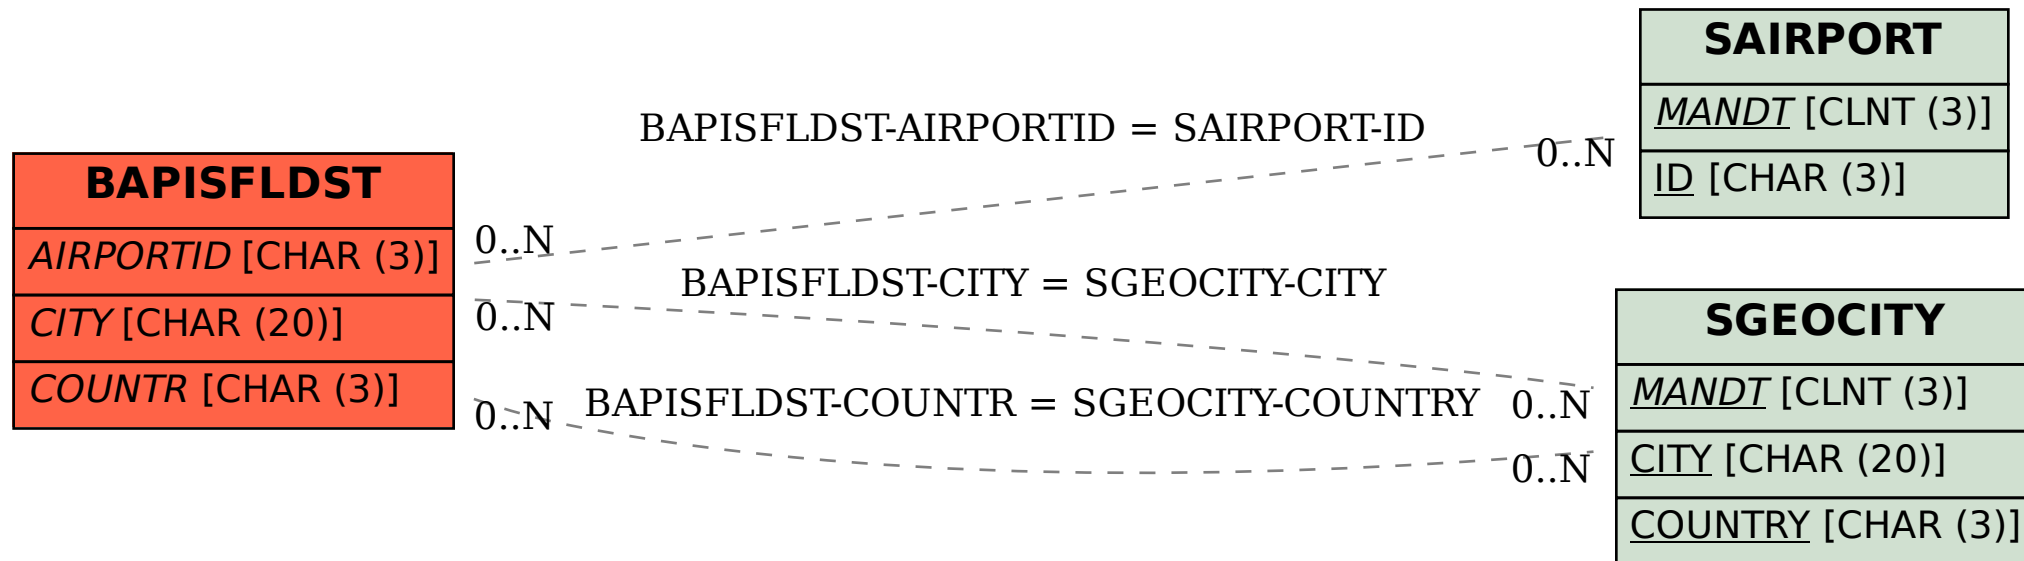 SAIRPORT
MANDT [CLNT (3)]
ID [CHAR (3)]
BAPISFLDST-AIRPORTID = SAIRPORT-ID
0..N
BAPISFLDST
AIRPORTID [CHAR (3)]
CITY [CHAR (20)]
COUNTR [CHAR (3)]
0..N
BAPISFLDST-CITY = SGEOCITY-CITY
0..N
BAPISFLDST-COUNTR = SGEOCITY-COUNTRY
0..N
0..N
0..N
SGEOCITY
MANDT [CLNT (3)]
CITY [CHAR (20)]
COUNTRY [CHAR (3)]